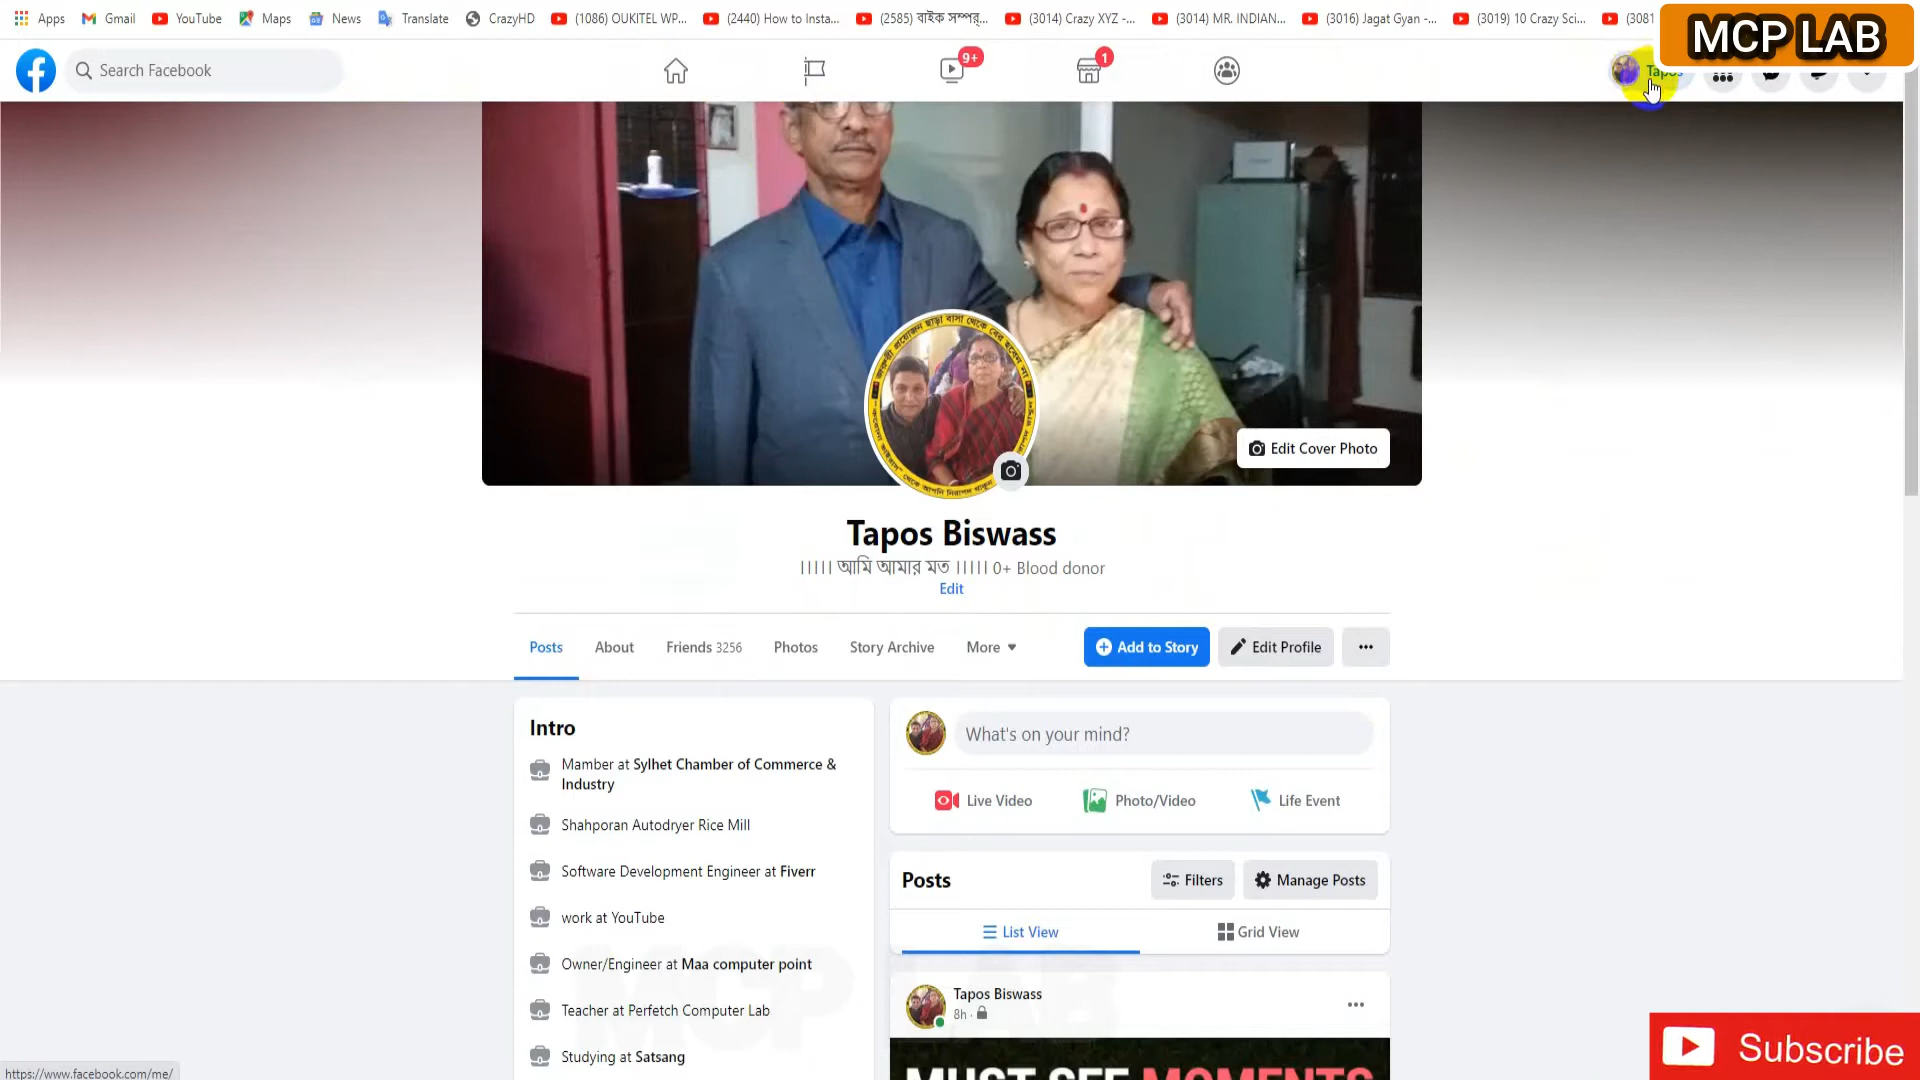 Apps Gmail YouTube Maps News Translate CrazyHD (1086) OUKITEL WP... (2440) How to Insta... (2585) বাইক সম্পর্... (3014) Crazy XYZ -... (3014) MR. INDIAN... (3016) Jagat Gyan -... (3019) 10 Crazy Sci... (3081
MCP LAB
Search Facebook
9+
1
Tapos
Edit Cover Photo
Tapos Biswass
।।।।। আমি আমার মত ।।।।। 0+ Blood donor
Edit
Posts About Friends 3256 Photos Story Archive More
Add to Story Edit Profile
Intro
Mamber at Sylhet Chamber of Commerce &
Industry
Shahporan Autodryer Rice Mill
Software Development Engineer at Fiverr
work at YouTube
Owner/Engineer at Maa computer point
Teacher at Perfetch Computer Lab
Studying at Satsang
What's on your mind?
Live Video Photo/Video Life Event
Posts Filters Manage Posts
List View Grid View
Tapos Biswass
8h ·
MUST SEE MOMENTS
https://www.facebook.com/me/
Subscribe